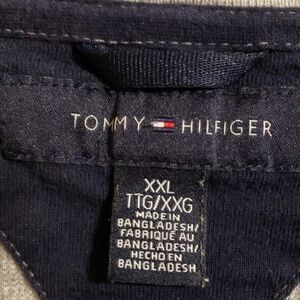 TOMMY HILFIGER
XXL
TTG/XXG
MADE IN
BANGLADESH/
FABRIQUÉ AU
BANGLADESH/
HECHO EN
BANGLADESH